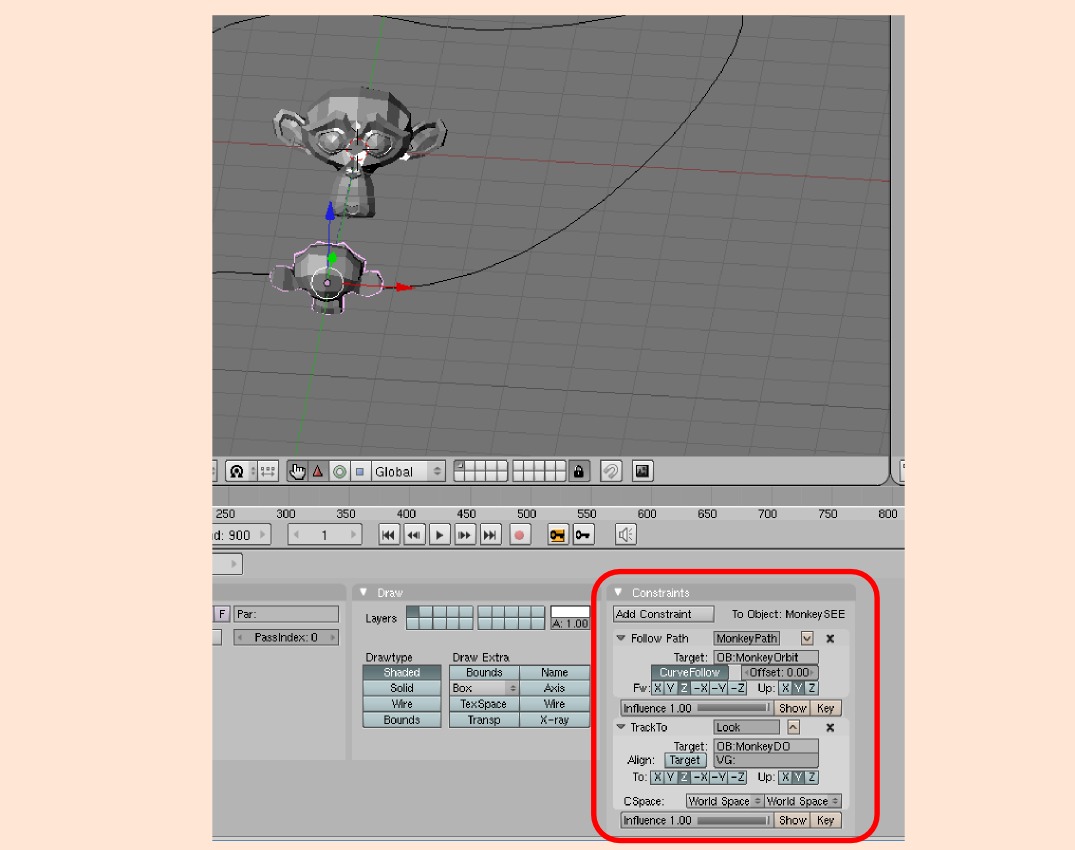 Global
250 300 350 400 450 500 550 600 650 700 750 800
d: 900 1
F Par:
PassIndex: 0
Draw
Layers
A: 1.00
Drawtype
Shaded
Solid
Wire
Bounds
Draw Extra
Bounds Name
Box Axis
TexSpace Wire
Transp X-ray
Constraints
Add Constraint To Object: MonkeySEE
Follow Path MonkeyPath X
Target: OB:MonkeyOrbit
CurveFollow Offset: 0.00
Fw: X Y Z -X -Y -Z Up: X Y Z
Influence 1.00 Show Key
TrackTo Look X
Target: OB:MonkeyDO
Align: Target VG:
To: X Y Z -X -Y -Z Up: X Y Z
CSpace: World Space World Space
Influence 1.00 Show Key